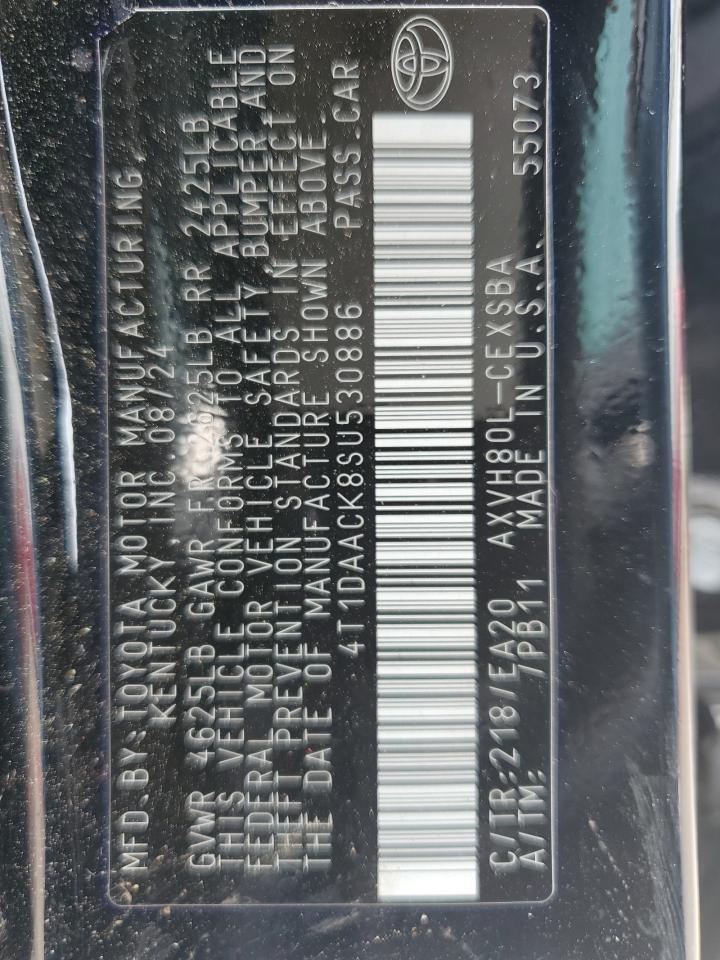 MFD.BY:TOYOTA MOTOR MANUFACTURING,
KENTUCKY, INC. 08/24
GVWR 4625LB GAWR FR 2625LB RR 2425LB
THIS VEHICLE CONFORMS TO ALL APPLICABLE
FEDERAL MOTOR VEHICLE SAFETY, BUMPER AND
THEFT PREVENTION STANDARDS IN EFFECT ON
THE DATE OF MANUFACTURE SHOWN ABOVE.
4T1DAACK8SU530886 PASS.CAR
C/TR:218/EA20 AXVH80L-CEXSBA
A/TM: /PB11 MADE IN U.S.A. 55073